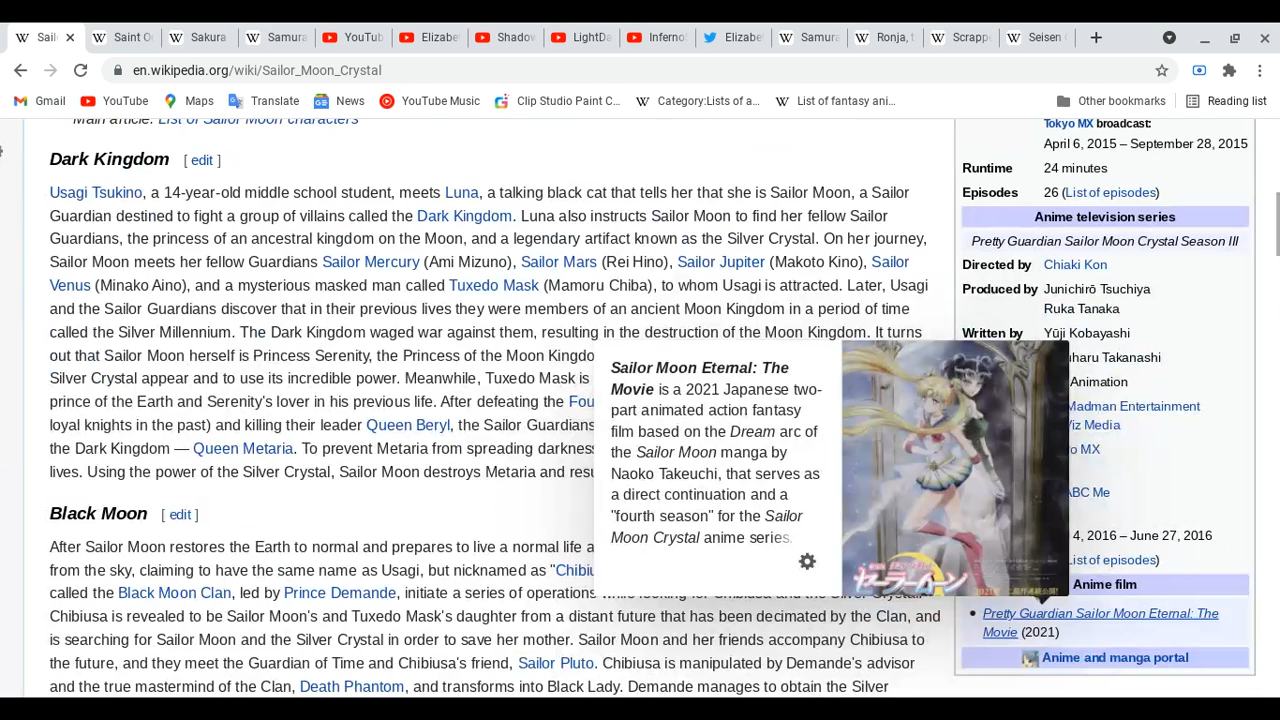 Sail
Saint O
Sakura
Samura
YouTub
Elizabe
Shadow
LightDa
InfernoS
Elizabe
Samura
Ronja, t
Scrapp
Seisen
en.wikipedia.org/wiki/Sailor_Moon_Crystal
Gmail
YouTube
Maps
Translate
News
YouTube Music
Clip Studio Paint C...
Category:Lists of a...
List of fantasy ani...
Other bookmarks
Reading list
Main article: List of Sailor Moon characters
Dark Kingdom [ edit ]
Usagi Tsukino, a 14-year-old middle school student, meets Luna, a talking black cat that tells her that she is Sailor Moon, a Sailor
Guardian destined to fight a group of villains called the Dark Kingdom. Luna also instructs Sailor Moon to find her fellow Sailor
Guardians, the princess of an ancestral kingdom on the Moon, and a legendary artifact known as the Silver Crystal. On her journey,
Sailor Moon meets her fellow Guardians Sailor Mercury (Ami Mizuno), Sailor Mars (Rei Hino), Sailor Jupiter (Makoto Kino), Sailor
Venus (Minako Aino), and a mysterious masked man called Tuxedo Mask (Mamoru Chiba), to whom Usagi is attracted. Later, Usagi
and the Sailor Guardians discover that in their previous lives they were members of an ancient Moon Kingdom in a period of time
called the Silver Millennium. The Dark Kingdom waged war against them, resulting in the destruction of the Moon Kingdom. It turns
out that Sailor Moon herself is Princess Serenity, the Princess of the Moon Kingdo
Silver Crystal appear and to use its incredible power. Meanwhile, Tuxedo Mask is
prince of the Earth and Serenity's lover in his previous life. After defeating the Fou
loyal knights in the past) and killing their leader Queen Beryl, the Sailor Guardians
the Dark Kingdom — Queen Metaria. To prevent Metaria from spreading darkness
lives. Using the power of the Silver Crystal, Sailor Moon destroys Metaria and resu
Black Moon [ edit ]
After Sailor Moon restores the Earth to normal and prepares to live a normal life a
from the sky, claiming to have the same name as Usagi, but nicknamed as "Chibiu
called the Black Moon Clan, led by Prince Demande, initiate a series of operations while looking for Chibiusa and the Silver Crystal.
Chibiusa is revealed to be Sailor Moon's and Tuxedo Mask's daughter from a distant future that has been decimated by the Clan, and
is searching for Sailor Moon and the Silver Crystal in order to save her mother. Sailor Moon and her friends accompany Chibiusa to
the future, and they meet the Guardian of Time and Chibiusa's friend, Sailor Pluto. Chibiusa is manipulated by Demande's advisor
and the true mastermind of the Clan, Death Phantom, and transforms into Black Lady. Demande manages to obtain the Silver
Sailor Moon Eternal: The
Movie is a 2021 Japanese two-
part animated action fantasy
film based on the Dream arc of
the Sailor Moon manga by
Naoko Takeuchi, that serves as
a direct continuation and a
"fourth season" for the Sailor
Moon Crystal anime series.
セーラームーン
Tokyo MX broadcast:
April 6, 2015 – September 28, 2015
Runtime 24 minutes
Episodes 26 (List of episodes)
Anime television series
Pretty Guardian Sailor Moon Crystal Season III
Directed by Chiaki Kon
Produced by Junichirō Tsuchiya
Ruka Tanaka
Written by Yūji Kobayashi
uharu Takanashi
Animation
Madman Entertainment
Viz Media
o MX
ABC Me
4, 2016 – June 27, 2016
List of episodes)
Anime film
• Pretty Guardian Sailor Moon Eternal: The
Movie (2021)
Anime and manga portal